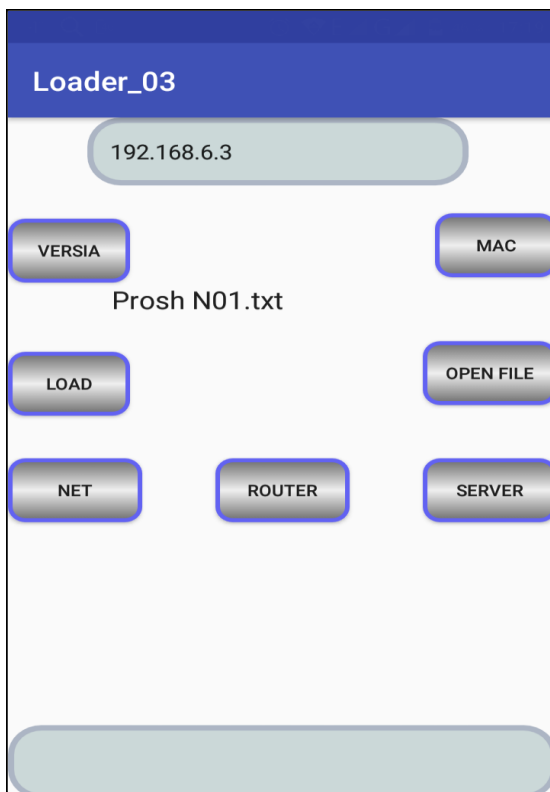 Loader_03
192.168.6.3
VERSIA
MAC
Prosh N01.txt
LOAD
OPEN FILE
NET
ROUTER
SERVER